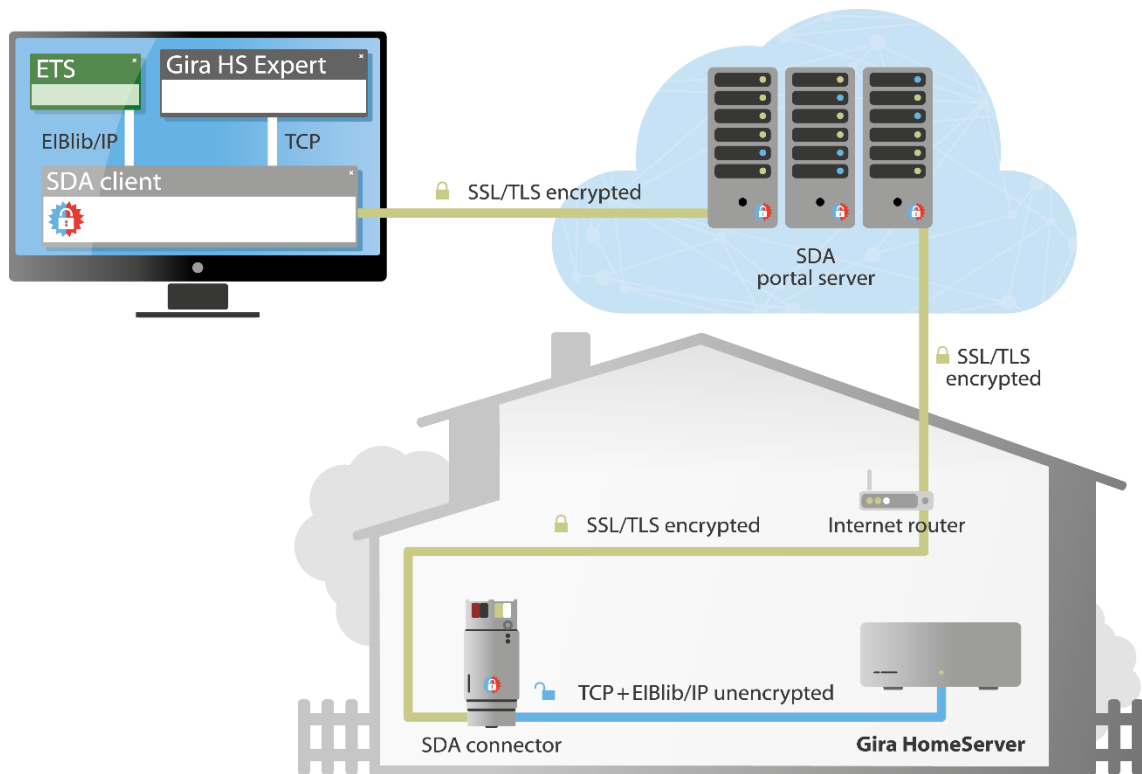 ETS
Gira HS Expert
EIBlib/IP
TCP
SDA client
SSL/TLS encrypted
SDA
portal server
SSL/TLS
encrypted
SSL/TLS encrypted
Internet router
TCP+EIBlib/IP unencrypted
SDA connector
Gira HomeServer